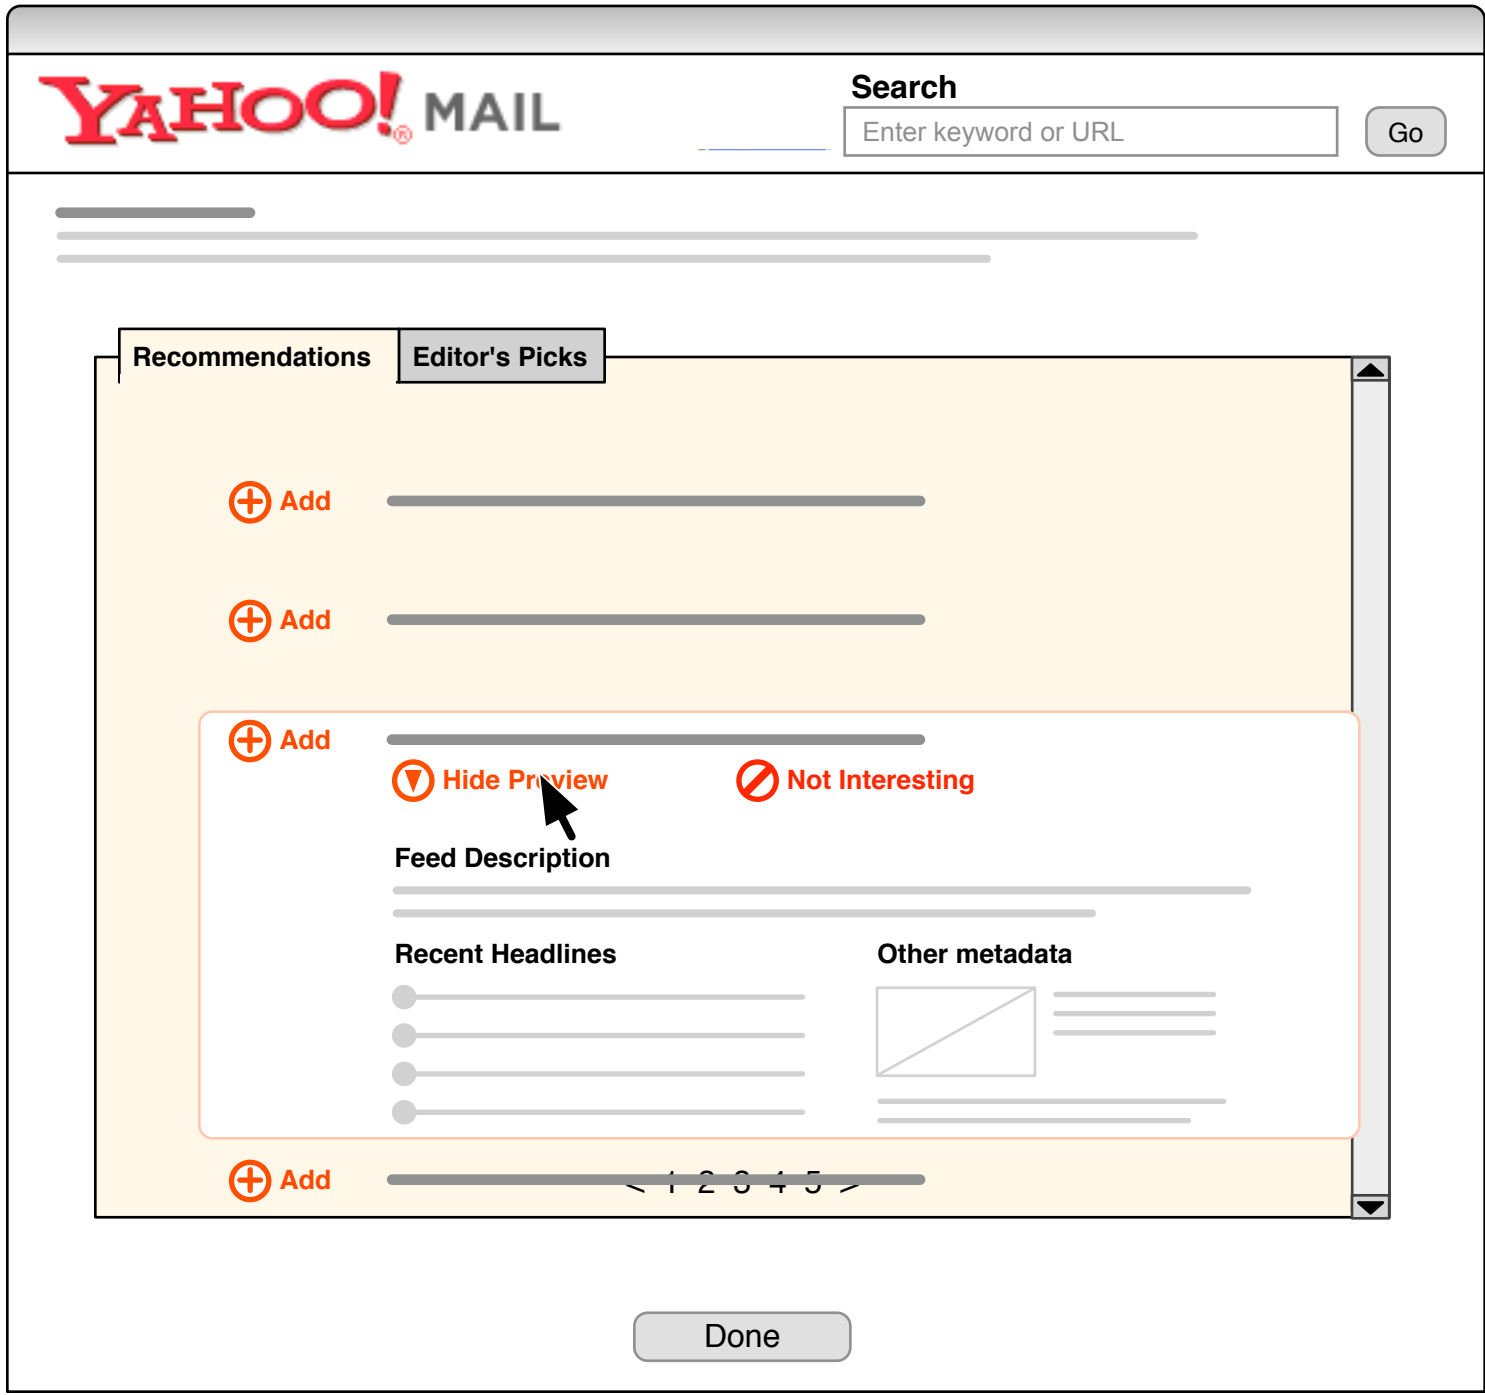 YAHOO!® MAIL
Search
Enter keyword or URL
Go
Recommendations
Editor's Picks
Add
Add
Add
Hide Preview
Not Interesting
Feed Description
Recent Headlines
Other metadata
Add
< 1 2 3 4 5 >
Done